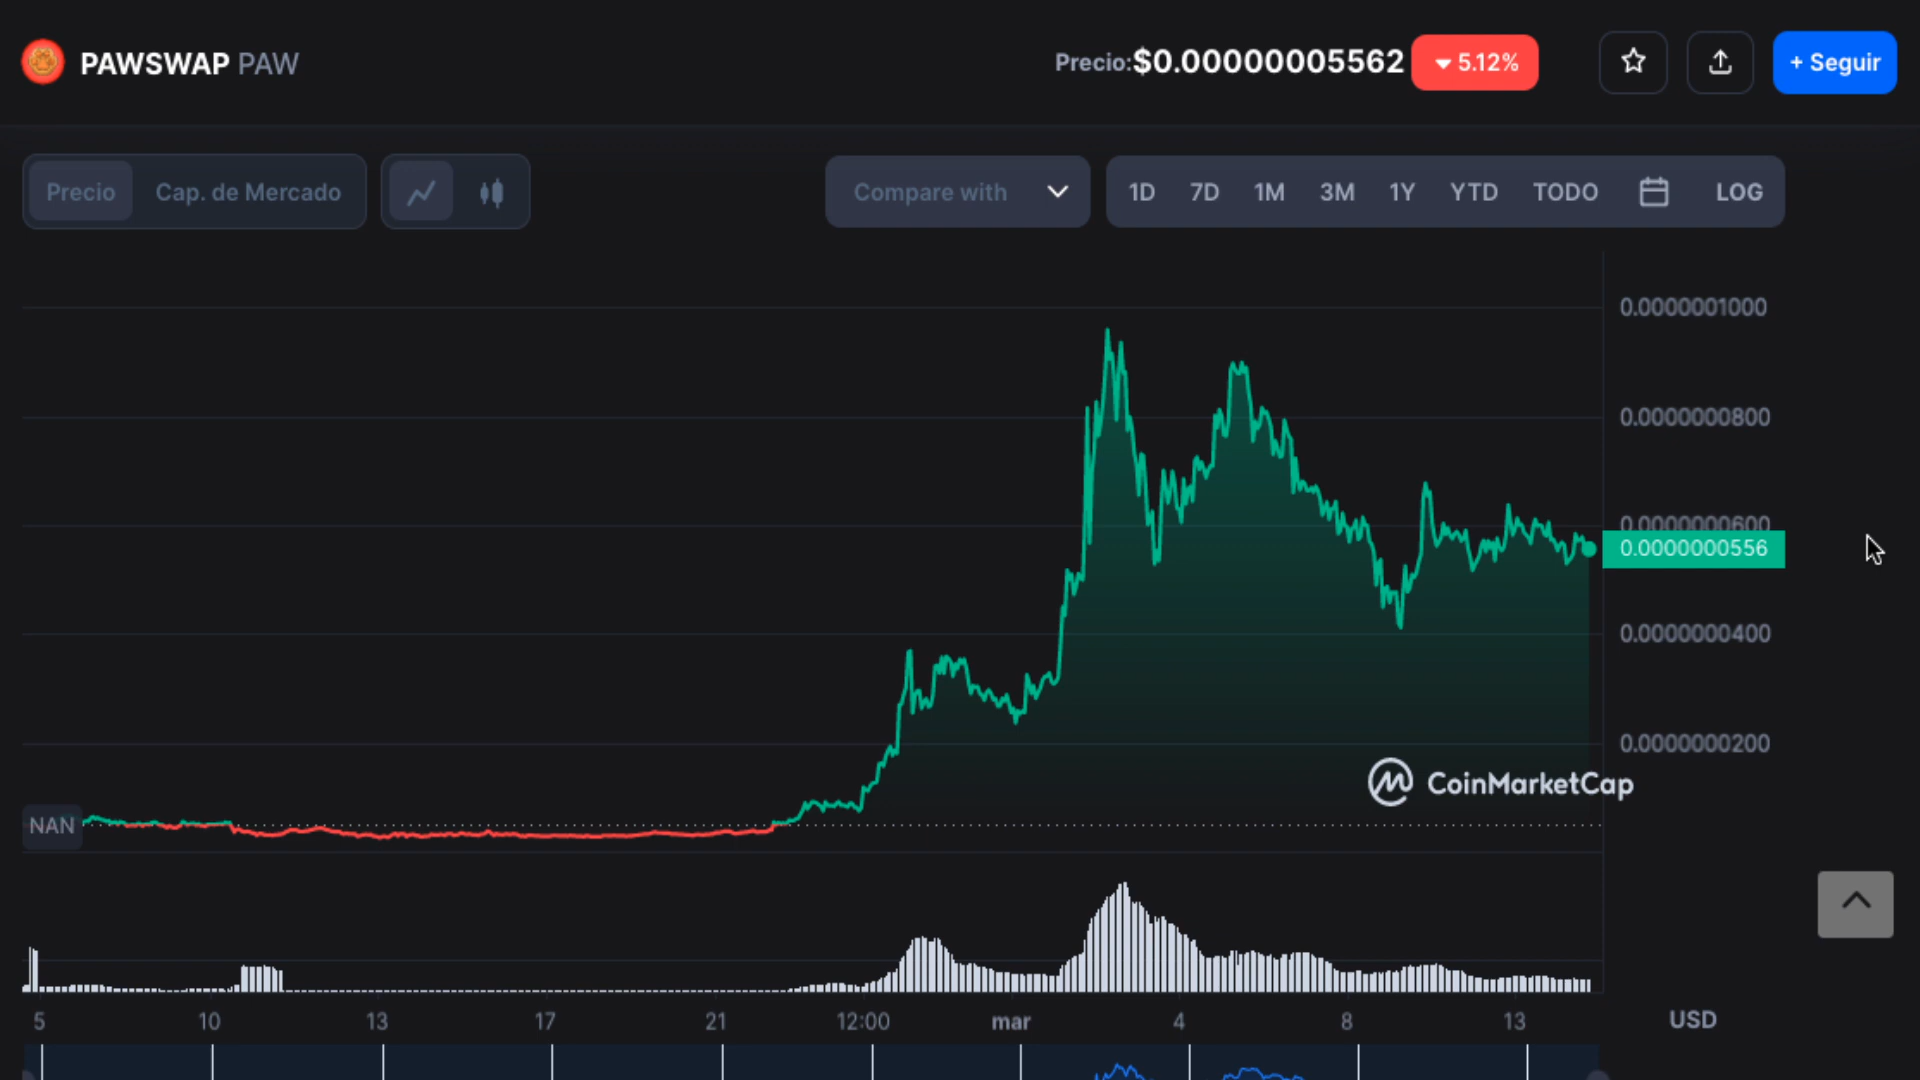 PAWSWAP PAW
Precio:$0.00000005562
5.12%
+ Seguir
Precio
Cap. de Mercado
Compare with
1D 7D 1M 3M 1Y YTD TODO LOG
0.0000001000
0.0000000800
0.0000000600
0.0000000556
0.0000000400
0.0000000200
CoinMarketCap
NAN
5 10 13 17 21 12:00 mar 4 8 13 USD